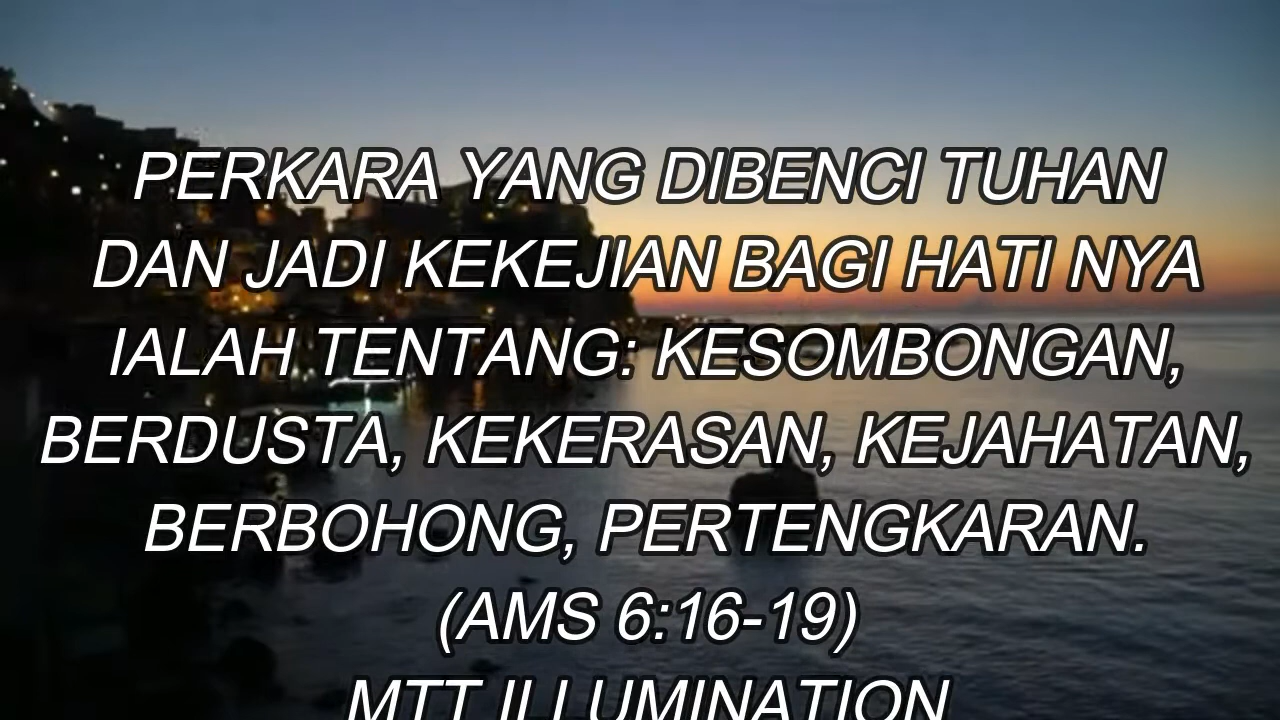 PERKARA YANG DIBENCI TUHAN
DAN JADI KEKEJIAN BAGI HATI NYA
IALAH TENTANG: KESOMBONGAN,
BERDUSTA, KEKERASAN, KEJAHATAN,
BERBOHONG, PERTENGKARAN.
(AMS 6:16-19)
MTT ILLUMINATION